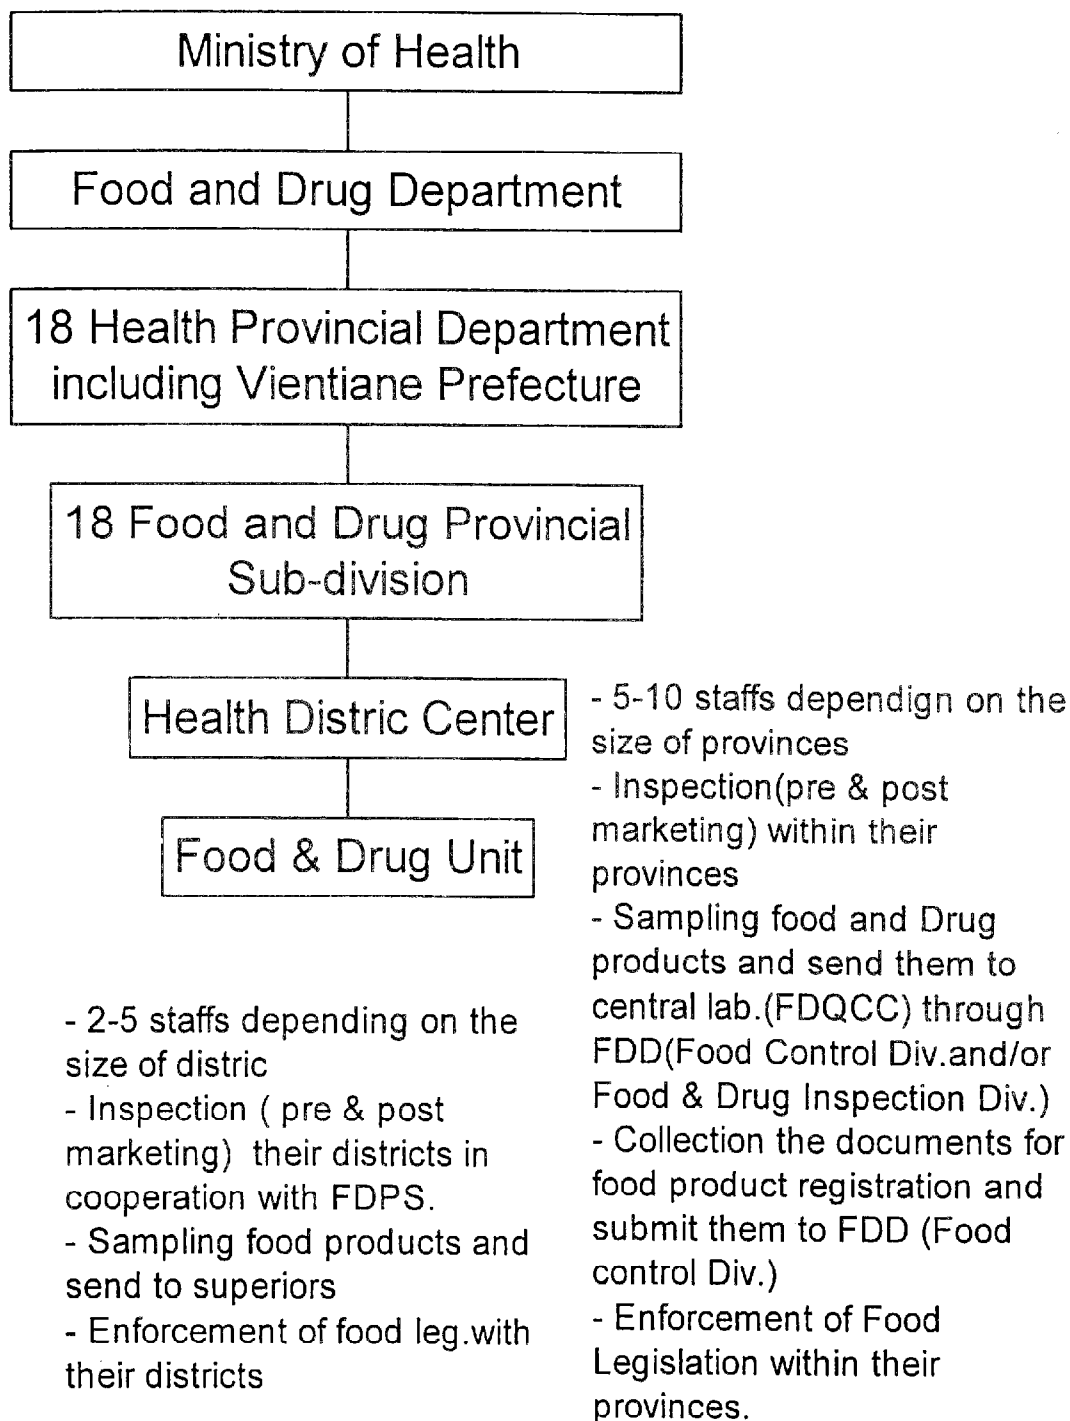 Ministry of Health
Food and Drug Department
18 Health Provincial Department
including Vientiane Prefecture
18 Food and Drug Provincial
Sub-division
Health Distric Center
Food & Drug Unit
- 2-5 staffs depending on the
size of distric
- Inspection ( pre & post
marketing)  their districts in
cooperation with FDPS.
- Sampling food products and
send to superiors
- Enforcement of food leg.with
their districts
- 5-10 staffs dependign on the
size of provinces
- Inspection(pre & post
marketing) within their
provinces
- Sampling food and Drug
products and send them to
central lab.(FDQCC) through
FDD(Food Control Div.and/or
Food & Drug Inspection Div.)
- Collection the documents for
food product registration and
submit them to FDD (Food
control Div.)
- Enforcement of Food
Legislation within their
provinces.